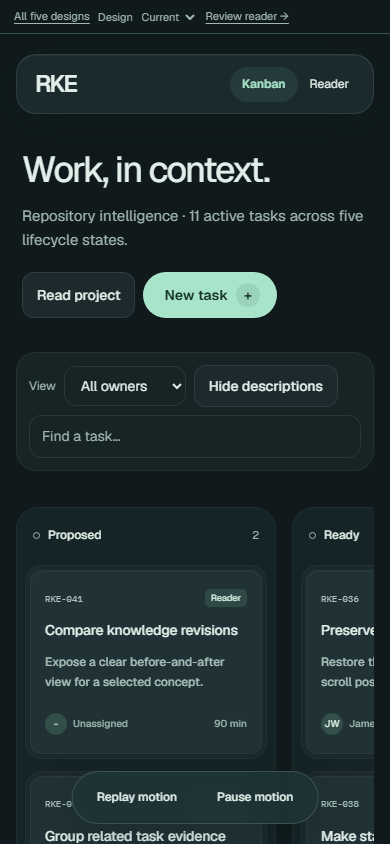 All five designs Design Current Review reader →
RKE Kanban Reader
Work, in context.
Repository intelligence · 11 active tasks across five
lifecycle states.
Read project New task +
View All owners Hide descriptions
Find a task...
Proposed 2
Ready
RKE-041 Reader
Compare knowledge revisions
Expose a clear before-and-after
view for a selected concept.
– Unassigned 90 min
RKE-036
Preserve
Restore
scroll
JW
Replay motion Pause motion
Group related task evidence
RKE-038
Make